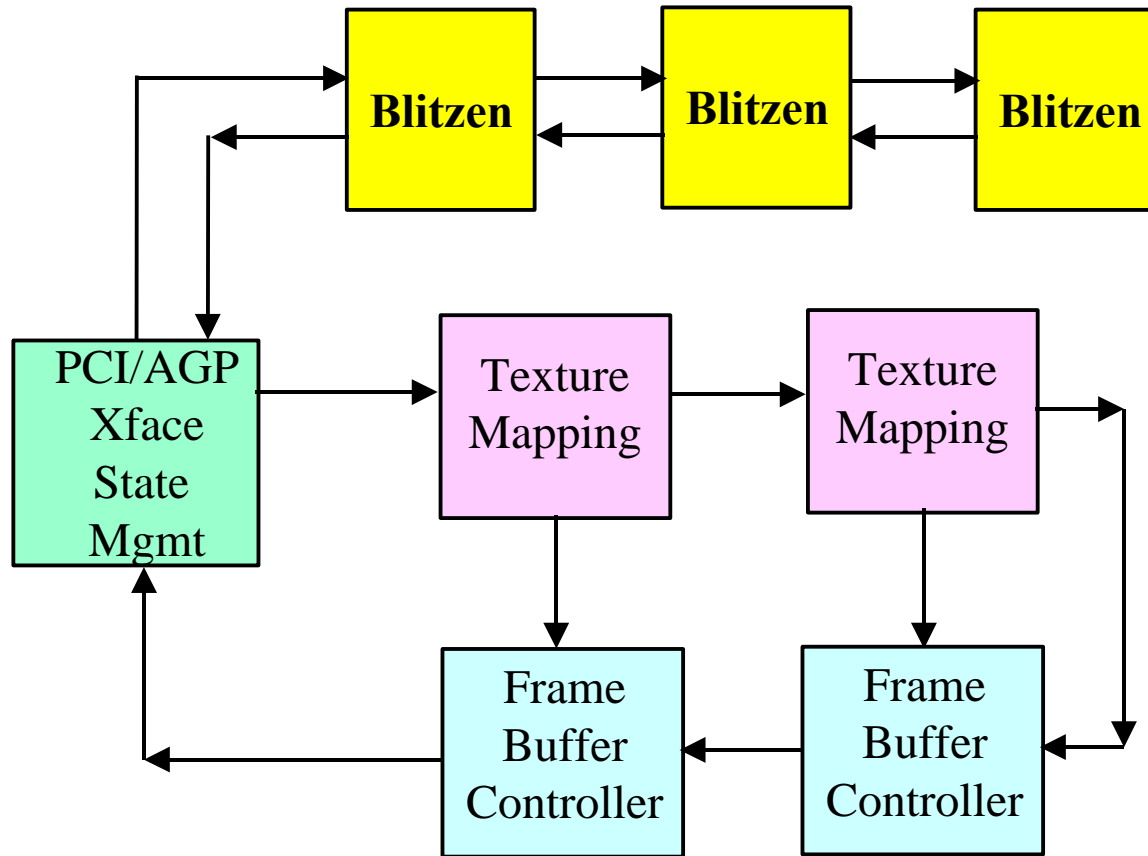 Blitzen
Blitzen
Blitzen
PCI/AGP
Xface
State
Mgmt
Texture
Mapping
Texture
Mapping
Frame
Buffer
Controller
Frame
Buffer
Controller